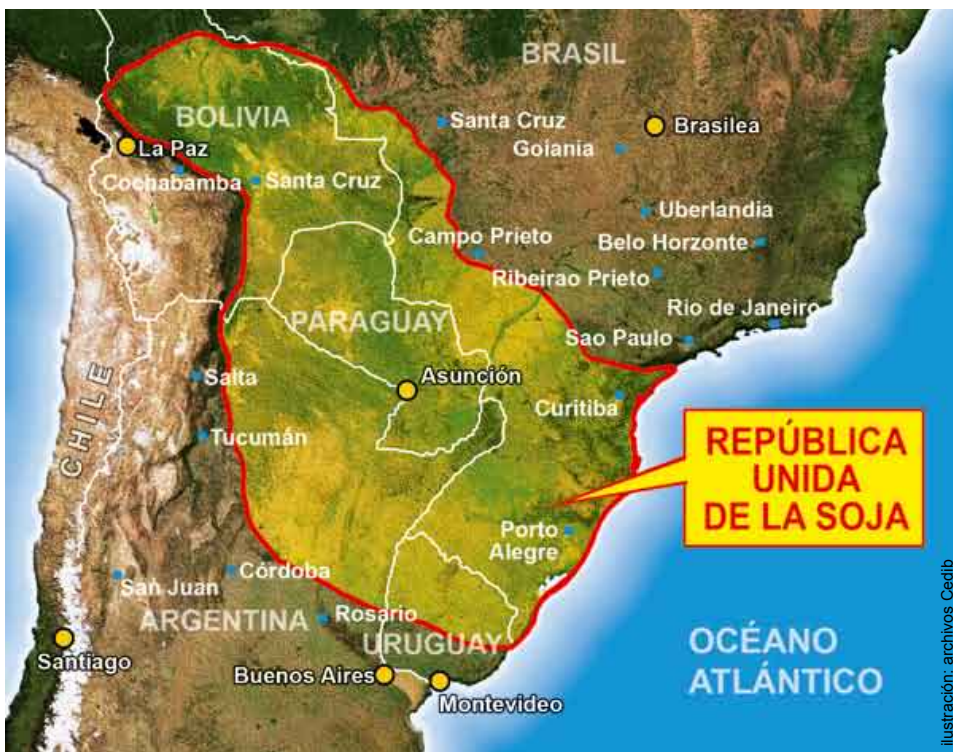 BRASIL
BOLIVIA
Santa Cruz
Brasilea
Goiania
La Paz
Cochabamba
Santa Cruz
Uberlandia
Campo Prieto
Belo Horzonte
Ribeirao Prieto
Rio de Janeiro
PARAGUAY
Sao Paulo
Salta
Asunción
Curitiba
CHILE
Tucumán
REPÚBLICA
UNIDA
DE LA SOJA
Porto
Alegre
San Juan
Córdoba
ARGENTINA
Rosario
URUGUAY
Santiago
Buenos Aires
Montevideo
OCÉANO
ATLÁNTICO
ilustración: archivos Cedib